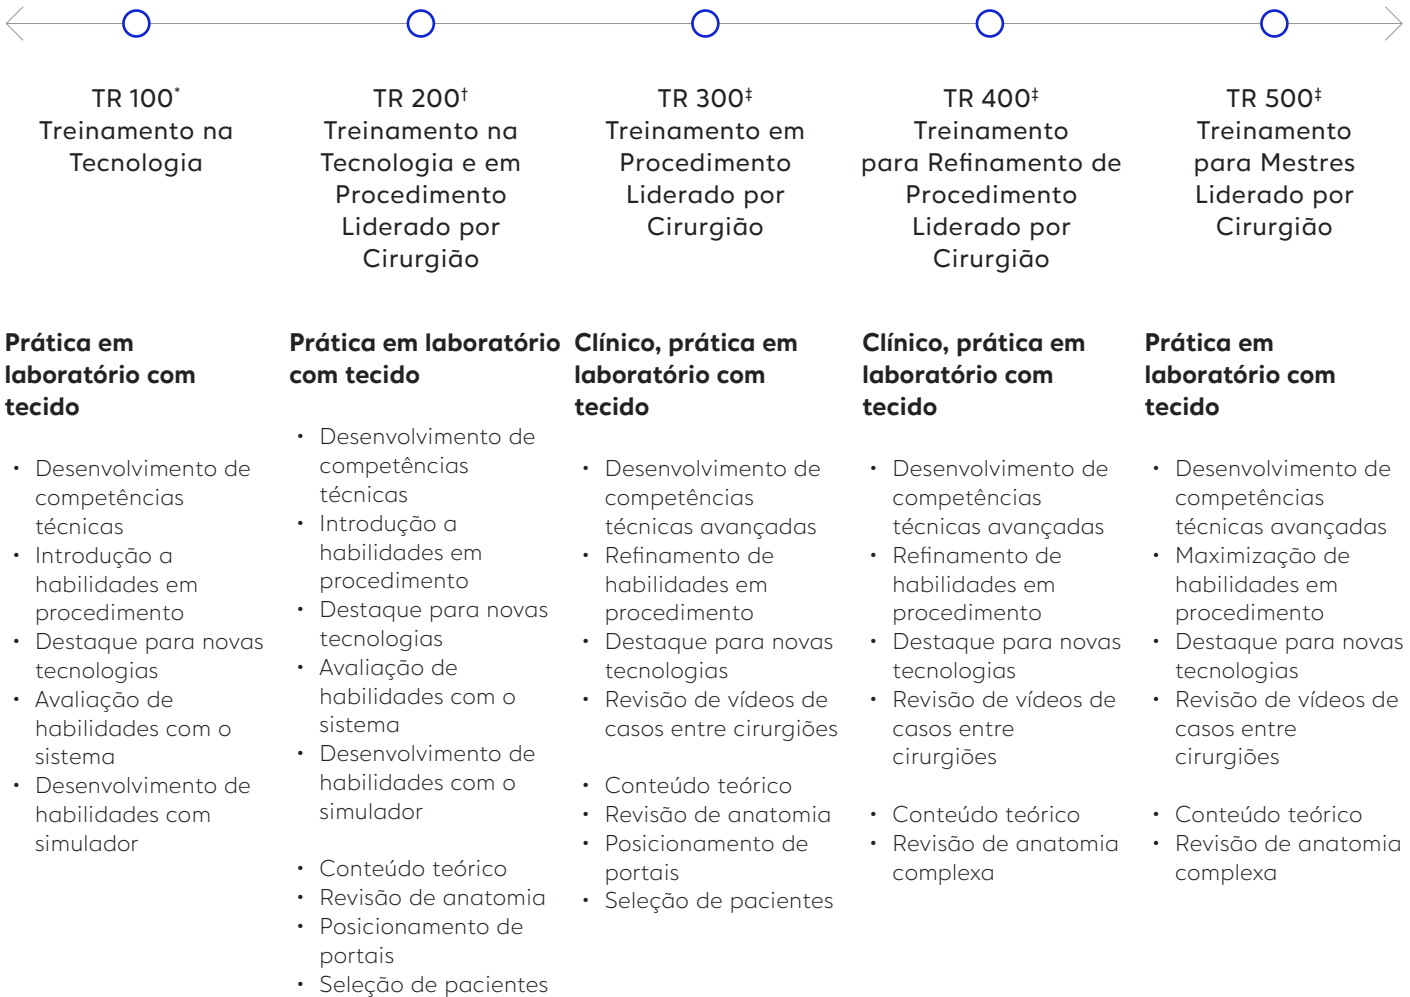 TR 100*
Treinamento na
Tecnologia
TR 200†
Treinamento na
Tecnologia e em
Procedimento
Liderado por
Cirurgião
TR 300‡
Treinamento em
Procedimento
Liderado por
Cirurgião
TR 400‡
Treinamento
para Refinamento de
Procedimento
Liderado por
Cirurgião
TR 500‡
Treinamento
para Mestres
Liderado por
Cirurgião
Prática em
laboratório com
tecido
• Desenvolvimento de
competências
técnicas
• Introdução a
habilidades em
procedimento
• Destaque para novas
tecnologias
• Avaliação de
habilidades com o
sistema
• Desenvolvimento de
habilidades com
simulador
Prática em laboratório
com tecido
• Desenvolvimento de
competências
técnicas
• Introdução a
habilidades em
procedimento
• Destaque para novas
tecnologias
• Avaliação de
habilidades com o
sistema
• Desenvolvimento de
habilidades com o
simulador
• Conteúdo teórico
• Revisão de anatomia
• Posicionamento de
portais
• Seleção de pacientes
Clínico, prática em
laboratório com
tecido
• Desenvolvimento de
competências
técnicas avançadas
• Refinamento de
habilidades em
procedimento
• Destaque para novas
tecnologias
• Revisão de vídeos de
casos entre cirurgiões
• Conteúdo teórico
• Revisão de anatomia
• Posicionamento de
portais
• Seleção de pacientes
Clínico, prática em
laboratório com
tecido
• Desenvolvimento de
competências
técnicas avançadas
• Refinamento de
habilidades em
procedimento
• Destaque para novas
tecnologias
• Revisão de vídeos de
casos entre
cirurgiões
• Conteúdo teórico
• Revisão de anatomia
complexa
Prática em
laboratório com
tecido
• Desenvolvimento de
competências
técnicas avançadas
• Maximização de
habilidades em
procedimento
• Destaque para novas
tecnologias
• Revisão de vídeos de
casos entre
cirurgiões
• Conteúdo teórico
• Revisão de anatomia
complexa